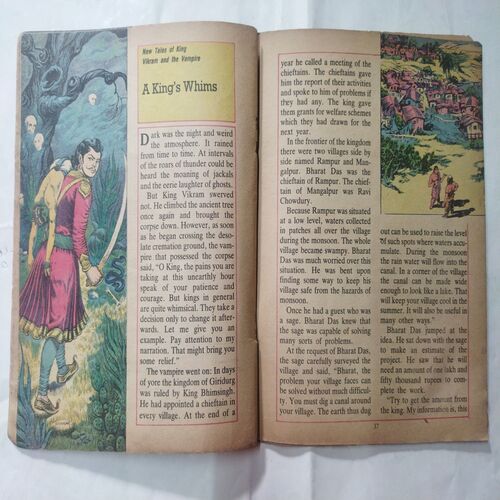 New Tales of King
Vikram and the Vampire
A King's Whims
Dark was the night and weird
the atmosphere. It rained
from time to time. At intervals
of the roars of thunder could be
heard the moaning of jackals
and the eerie laughter of ghosts.
But King Vikram swerved
not. He climbed the ancient tree
once again and brought the
corpse down. However, as soon
as he began crossing the deso-
late cremation ground, the vam-
pire that possessed the corpse
said, "O King, the pains you are
taking at this unearthly hour
speak of your patience and
courage. But kings in general
are quite whimsical. They take a
decision only to change it after-
wards. Let me give you an
example. Pay attention to my
narration. That might bring you
some relief."
The vampire went on: In days
of yore the kingdom of Giridurg
was ruled by King Bhimsingh.
He had appointed a chieftain in
every village. At the end of a
year he called a meeting of the
chieftains. The chieftains gave
him the report of their activities
and spoke to him of problems if
they had any. The king gave
them grants for welfare schemes
which they had drawn for the
next year.
In the frontier of the kingdom
there were two villages side by
side named Rampur and Man-
galpur. Bharat Das was the
chieftain of Rampur. The chief-
tain of Mangalpur was Ravi
Chowdury.
Because Rampur was situated
at a low level, waters collected
in patches all over the village
during the monsoon. The whole
village became swampy. Bharat
Das was much worried over this
situation. He was bent upon
finding some way to keep his
village safe from the hazards of
monsoon.
Once he had a guest who was
a sage. Bharat Das knew that
the sage was capable of solving
many sorts of problems.
At the request of Bharat Das,
the sage carefully surveyed the
village and said, "Bharat, the
problem your village faces can
be solved without much difficul-
ty. You must dig a canal around
your village. The earth thus dug
out can be used to raise the level
of such spots where waters accu-
mulate. During the monsoon
the rain water will flow into the
canal. In a corner of the village
the canal can be made wide
enough to look like a lake. That
will keep your village cool in the
summer. It will also be useful in
many other ways."
Bharat Das jumped at the
idea. He sat down with the sage
to make an estimate of the
project. He saw that he will
need an amount of one lakh and
fifty thousand rupees to com-
plete the work.
"Try to get the amount from
the king. My information is, this
37